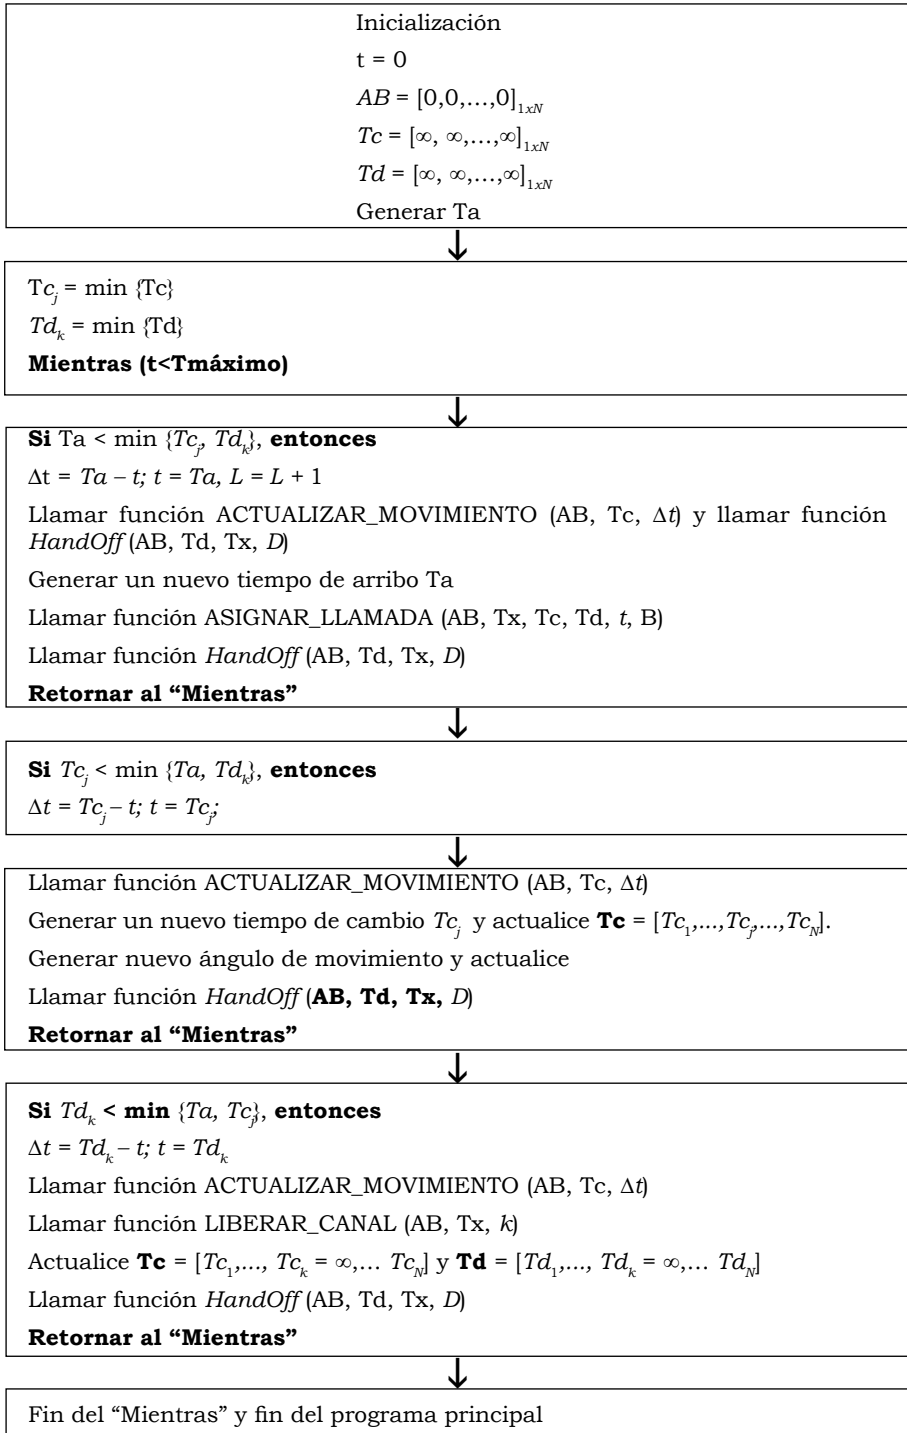 Inicialización
t = 0
AB = [0,0,...,0]₁ₓN
Tc = [∞, ∞,...,∞]₁ₓN
Td = [∞, ∞,...,∞]₁ₓN
Generar Ta
Tcⱼ = min {Tc}
Tdₖ = min {Td}
Mientras (t<Tmáximo)
Si Ta < min {Tcⱼ, Tdₖ}, entonces
Δt = Ta – t; t = Ta, L = L + 1
Llamar función ACTUALIZAR_MOVIMIENTO (AB, Tc, Δt) y llamar función
HandOff (AB, Td, Tx, D)
Generar un nuevo tiempo de arribo Ta
Llamar función ASIGNAR_LLAMADA (AB, Tx, Tc, Td, t, B)
Llamar función HandOff (AB, Td, Tx, D)
Retornar al “Mientras”
Si Tcⱼ < min {Ta, Tdₖ}, entonces
Δt = Tcⱼ – t; t = Tcⱼ;
Llamar función ACTUALIZAR_MOVIMIENTO (AB, Tc, Δt)
Generar un nuevo tiempo de cambio Tcⱼ y actualice Tc = [Tc₁,...,Tcⱼ,...,Tc_N].
Generar nuevo ángulo de movimiento y actualice
Llamar función HandOff (AB, Td, Tx, D)
Retornar al “Mientras”
Si Tdₖ < min {Ta, Tcⱼ}, entonces
Δt = Tdₖ – t; t = Tdₖ
Llamar función ACTUALIZAR_MOVIMIENTO (AB, Tc, Δt)
Llamar función LIBERAR_CANAL (AB, Tx, k)
Actualice Tc = [Tc₁,..., Tcₖ = ∞,... Tc_N] y Td = [Td₁,..., Tdₖ = ∞,... Td_N]
Llamar función HandOff (AB, Td, Tx, D)
Retornar al “Mientras”
Fin del “Mientras” y fin del programa principal